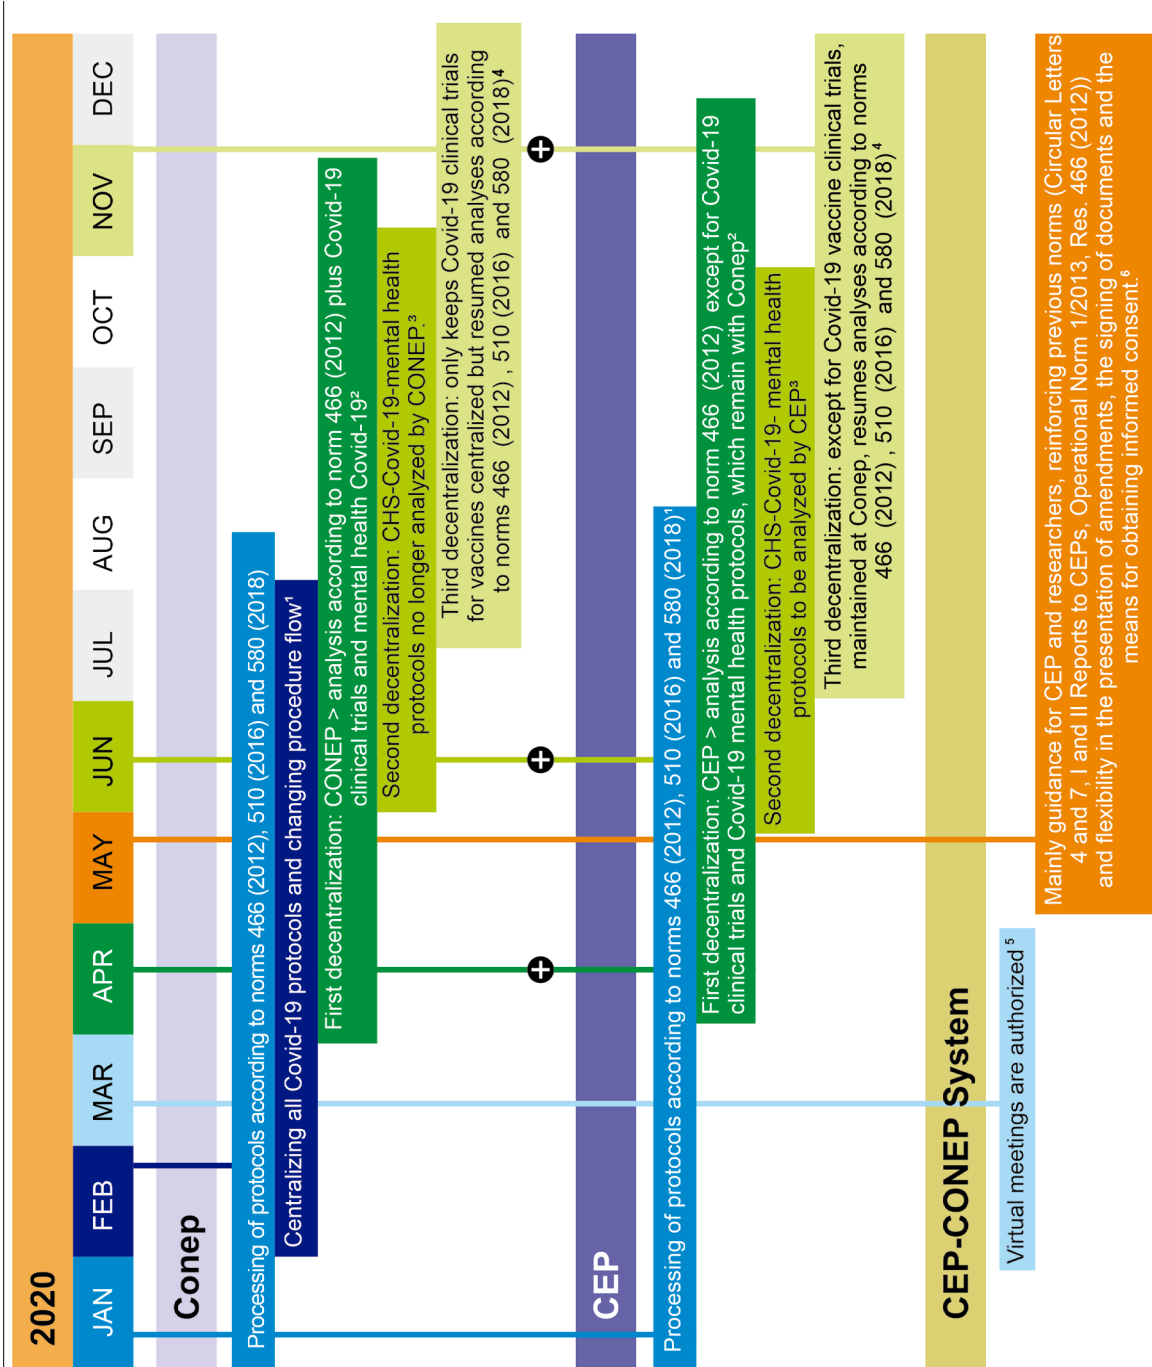 2020
JAN
FEB
MAR
APR
MAY
JUN
JUL
AUG
SEP
OCT
NOV
DEC
Conep
Processing of protocols according to norms 466 (2012), 510 (2016) and 580 (2018)
Centralizing all Covid-19 protocols and changing procedure flow¹
First decentralization: CONEP > analysis according to norm 466 (2012) plus Covid-19
clinical trials and mental health Covid-19²
Second decentralization: CHS-Covid-19-mental health
protocols no longer analyzed by CONEP.³
Third decentralization: only keeps Covid-19 clinical trials
for vaccines centralized but resumed analyses according
to norms 466 (2012), 510 (2016) and 580 (2018)⁴
CEP
Processing of protocols according to norms 466 (2012), 510 (2016) and 580 (2018)¹
First decentralization: CEP > analysis according to norm 466 (2012) except for Covid-19
clinical trials and Covid-19 mental health protocols, which remain with Conep²
Second decentralization: CHS-Covid-19- mental health
protocols to be analyzed by CEP³
Third decentralization: except for Covid-19 vaccine clinical trials,
maintained at Conep, resumes analyses according to norms
466 (2012), 510 (2016) and 580 (2018)⁴
CEP-CONEP System
Virtual meetings are authorized ⁵
Mainly guidance for CEP and researchers, reinforcing previous norms (Circular Letters
4 and 7, I and II Reports to CEPs, Operational Norm 1/2013, Res. 466 (2012))
and flexibility in the presentation of amendments, the signing of documents and the
means for obtaining informed consent.⁶